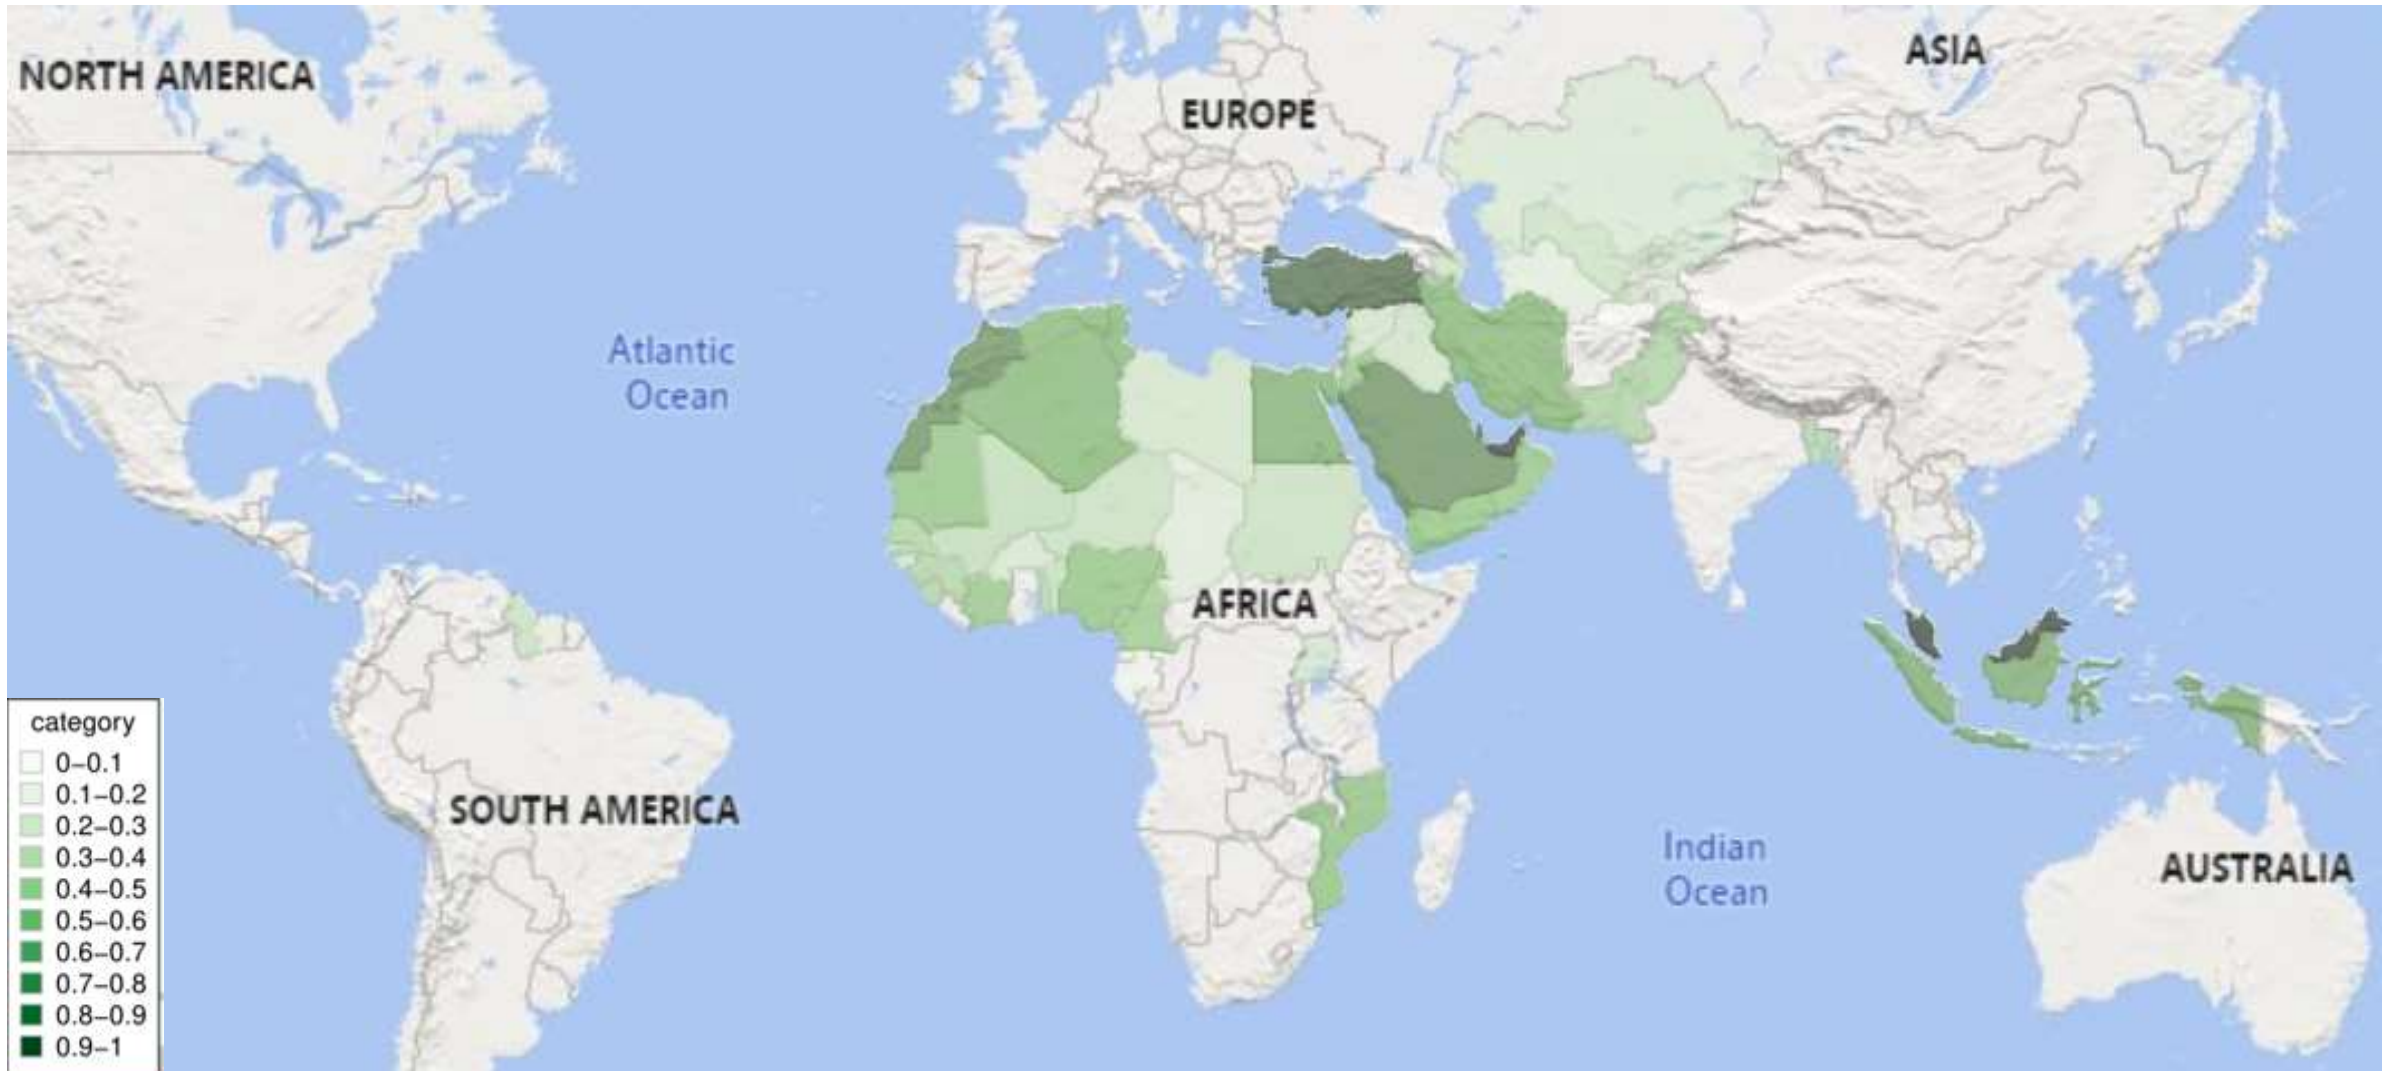 NORTH AMERICA
ASIA
EUROPE
Atlantic
Ocean
AFRICA
SOUTH AMERICA
Indian
Ocean
AUSTRALIA
category
0–0.1
0.1–0.2
0.2–0.3
0.3–0.4
0.4–0.5
0.5–0.6
0.6–0.7
0.7–0.8
0.8–0.9
0.9–1